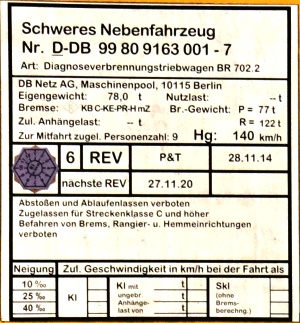 Schweres Nebenfahrzeug
Nr. D-DB 99 80 9163 001 - 7
Art: Diagnoseverbrennungstriebwagen BR 702.2
DB Netz AG, Maschinenpool, 10115 Berlin
Eigengewicht: 78,0 t Nutzlast: -- t
Bremse: KBC-KE-PR-H mZ Br.-Gewicht: P = 77 t
Zul. Anhängelast: -- t R = 122 t
Zur Mitfahrt zugel. Personenzahl: 9 Hg: 140 km/h
6 REV P&T 28.11.14
nachste REV 27.11.20
Abstoßen und Ablaufenlassen verboten
Zugelassen für Streckenklasse C und höher
Befahren von Brems, Rangier- u. Hemmeinrichtungen
verboten
Neigung Zul. Geschwindigkeit in km/h bei der Fahrt als
10 ‰ Kl Kl mit t Skl
25 ‰ ungebr. (ohne
40 ‰ Anhänge- Brems-
last von t berechng.)